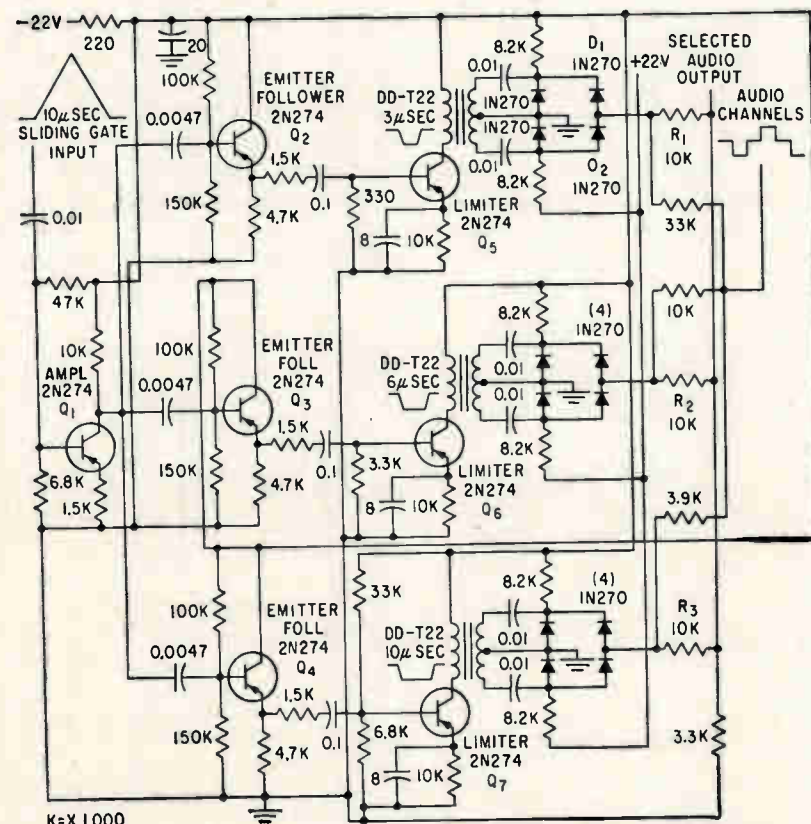 -22V
220
20
100K
10μSEC
SLIDING GATE
INPUT
0.01
0.0047
EMITTER
FOLLOWER
2N274
Q2
1.5K
150K
4.7K
0.1
330
8
10K
DD-T22
3μSEC
LIMITER
2N274
Q5
8.2K
0.01
1N270
1N270
0.01
8.2K
D1
1N270
O2
1N270
SELECTED
+22V AUDIO
OUTPUT
AUDIO
CHANNELS
R1
10K
33K
47K
10K
AMPL
2N274
Q1
6.8K
1.5K
100K
0.0047
EMITTER
FOLL
2N274
Q3
1.5K
150K
4.7K
0.1
3.3K
8
10K
DD-T22
6μSEC
LIMITER
2N274
Q6
8.2K
0.01
0.01
8.2K
(4)
1N270
10K
R2
10K
3.9K
100K
0.0047
EMITTER
FOLL
2N274
Q4
1.5K
150K
4.7K
0.1
33K
6.8K
8
10K
DD-T22
10μSEC
LIMITER
2N274
Q7
8.2K
0.01
0.01
8.2K
(4)
1N270
R3
10K
3.3K
K=X 1,000